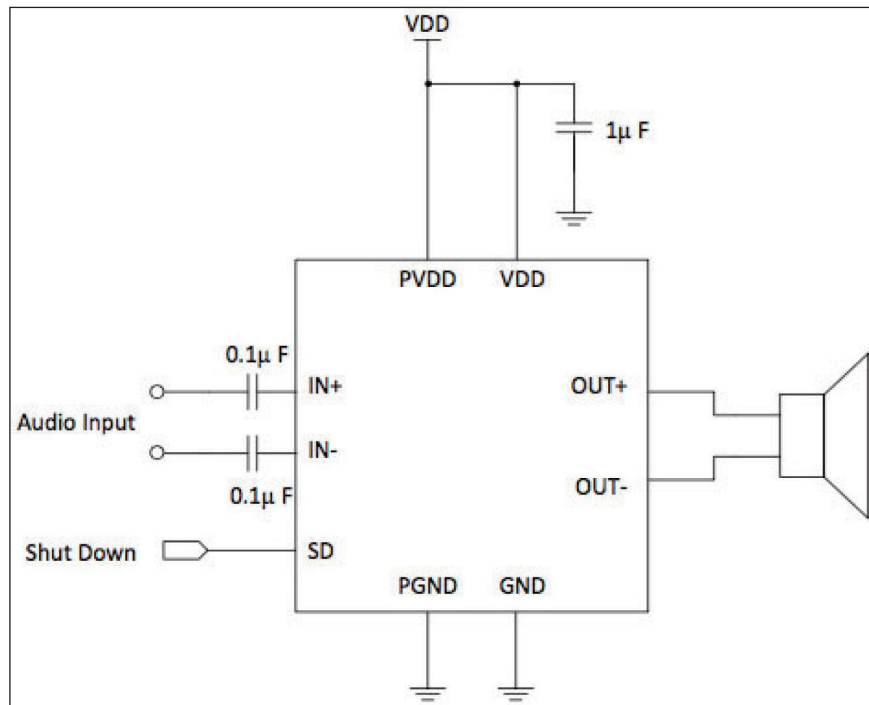 VDD
1µ F
PVDD
VDD
0.1µ F
IN+
OUT+
Audio Input
IN-
0.1µ F
OUT-
Shut Down
SD
PGND
GND